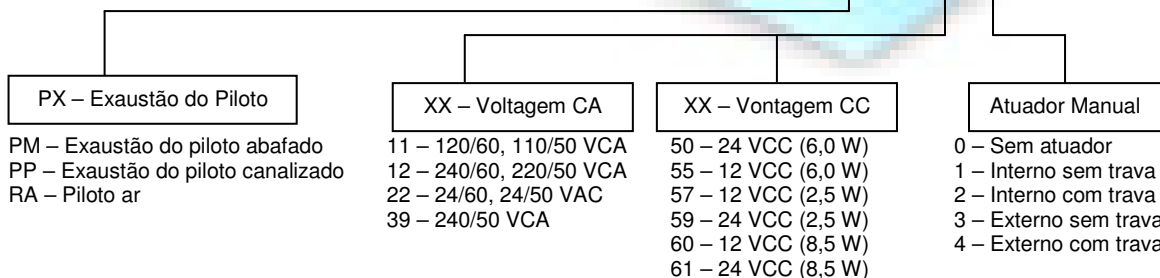 PX – Exaustão do Piloto
PM – Exaustão do piloto abafado
PP – Exaustão do piloto canalizado
RA – Piloto ar
XX – Voltagem CA
11 – 120/60, 110/50 VCA
12 – 240/60, 220/50 VCA
22 – 24/60, 24/50 VAC
39 – 240/50 VCA
XX – Vontagem CC
50 – 24 VCC (6,0 W)
55 – 12 VCC (6,0 W)
57 – 12 VCC (2,5 W)
59 – 24 VCC (2,5 W)
60 – 12 VCC (8,5 W)
61 – 24 VCC (8,5 W)
Atuador Manual
0 – Sem atuador
1 – Interno sem trava
2 – Interno com trava
3 – Externo sem trava
4 – Externo com trava